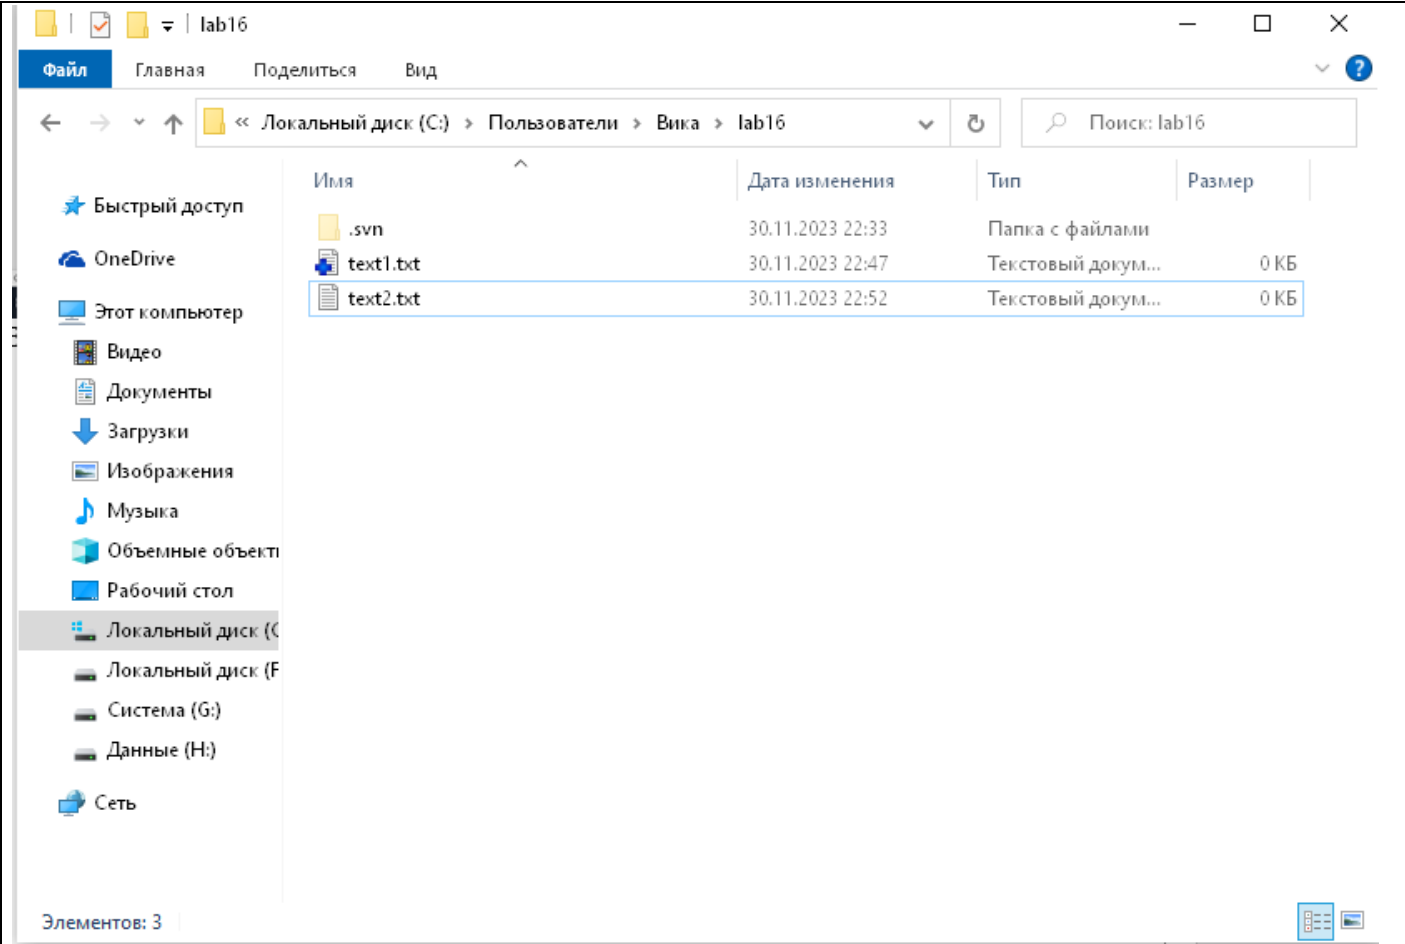 lab16
Файл Главная Поделиться Вид ?
« Локальный диск (C:) › Пользователи › Вика › lab16 Поиск: lab16
Имя Дата изменения Тип Размер
.svn 30.11.2023 22:33 Папка с файлами
text1.txt 30.11.2023 22:47 Текстовый докум... 0 КБ
text2.txt 30.11.2023 22:52 Текстовый докум... 0 КБ
Быстрый доступ
OneDrive
Этот компьютер
Видео
Документы
Загрузки
Изображения
Музыка
Объемные объекты
Рабочий стол
Локальный диск (C
Локальный диск (F
Система (G:)
Данные (H:)
Сеть
Элементов: 3